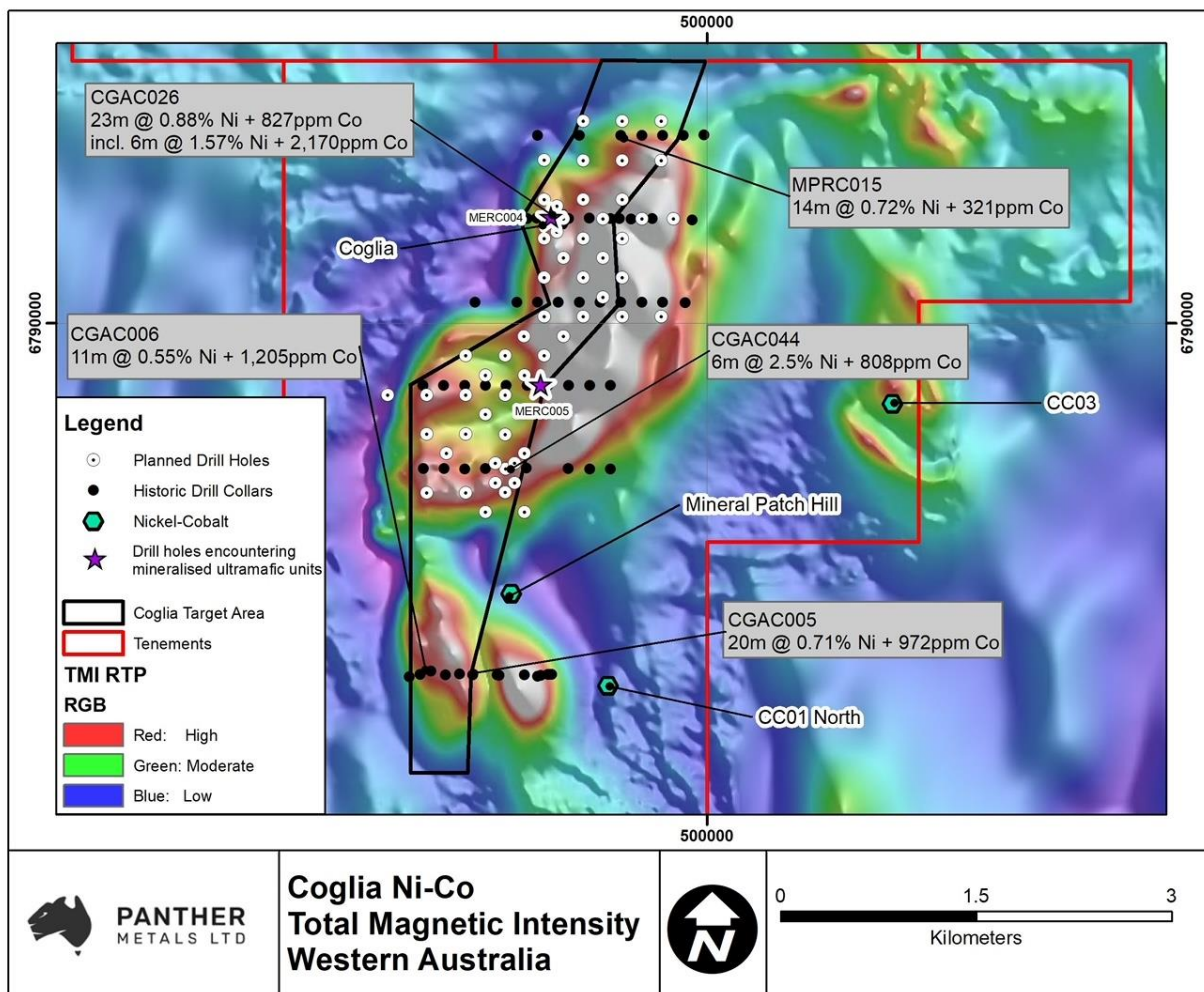 500000
CGAC026
23m @ 0.88% Ni + 827ppm Co
incl. 6m @ 1.57% Ni + 2,170ppm Co
MPRC015
14m @ 0.72% Ni + 321ppm Co
MERC004
Coglia
6790000
6790000
CGAC006
11m @ 0.55% Ni + 1,205ppm Co
CGAC044
6m @ 2.5% Ni + 808ppm Co
CC03
MERC005
Mineral Patch Hill
CGAC005
20m @ 0.71% Ni + 972ppm Co
CC01 North
Legend
Planned Drill Holes
Historic Drill Collars
Nickel-Cobalt
Drill holes encountering
mineralised ultramafic units
Coglia Target Area
Tenements
TMI RTP
RGB
Red: High
Green: Moderate
Blue: Low
500000
PANTHER
METALS LTD
Coglia Ni-Co
Total Magnetic Intensity
Western Australia
N
0 1.5 3
Kilometers